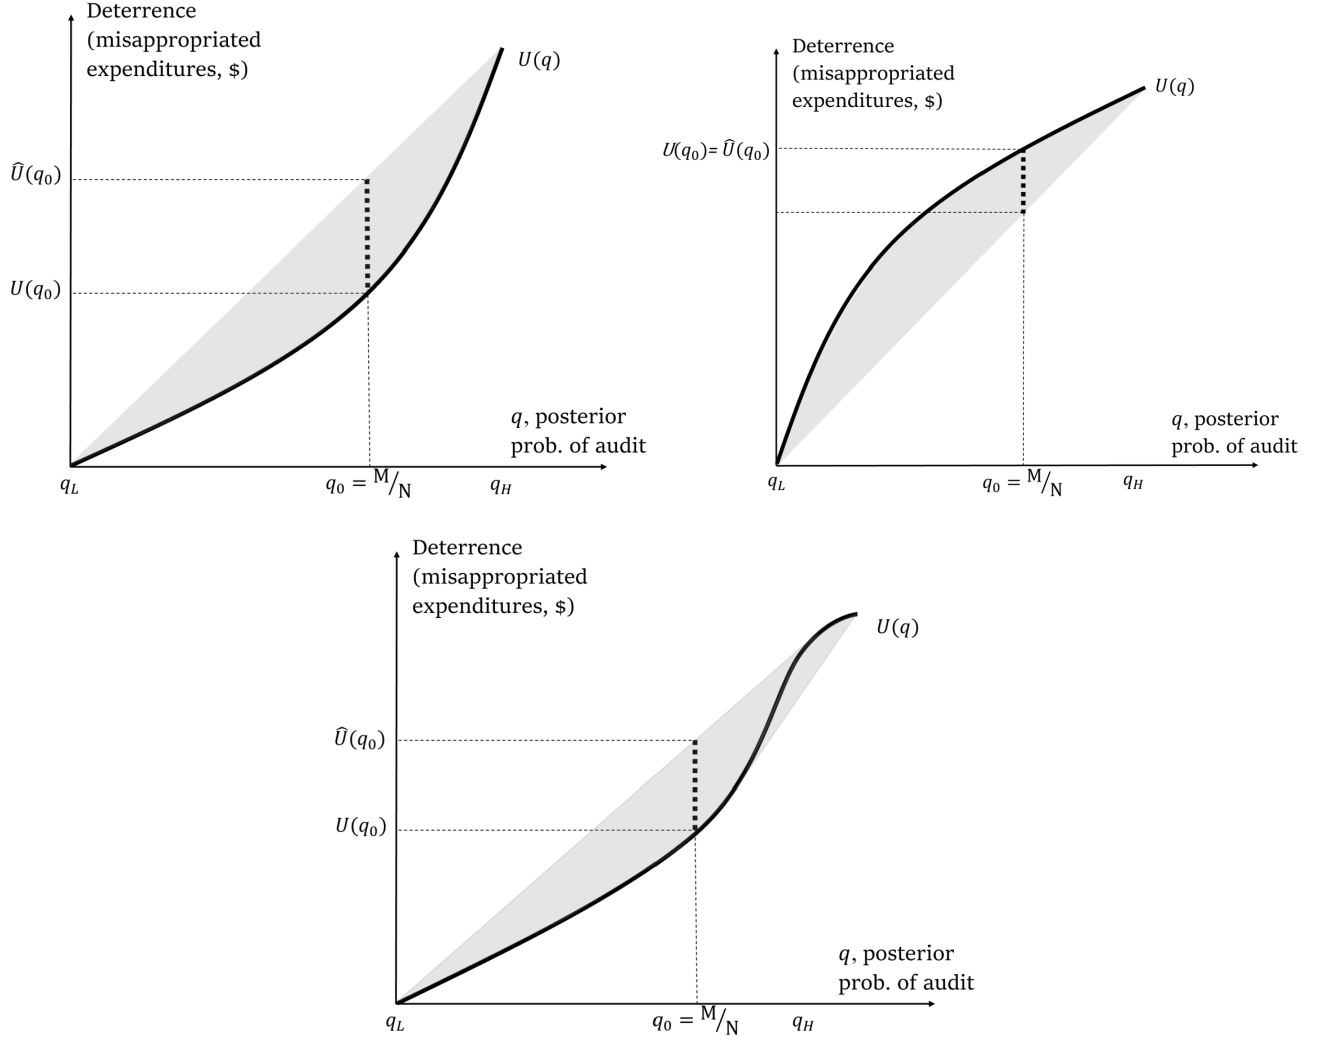 Deterrence
(misappropriated
expenditures, $)
U(q)
Û(q₀)
U(q₀)
q, posterior
prob. of audit
q_L
q₀ = M/N
q_H
Deterrence
(misappropriated
expenditures, $)
U(q)
U(q₀)= Û(q₀)
q, posterior
prob. of audit
q_L
q₀ = M/N
q_H
Deterrence
(misappropriated
expenditures, $)
U(q)
Û(q₀)
U(q₀)
q, posterior
prob. of audit
q_L
q₀ = M/N
q_H